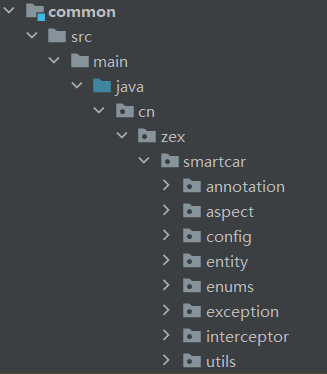 common
src
main
java
cn
zex
smartcar
annotation
aspect
config
entity
enums
exception
interceptor
utils